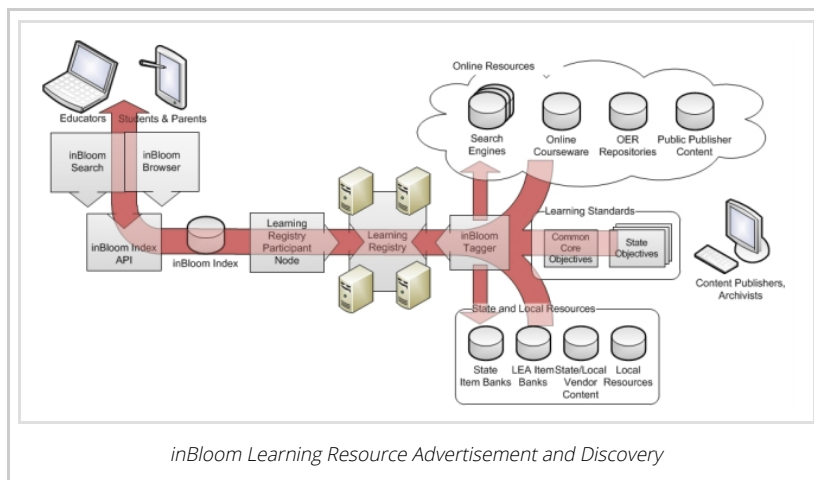 Online Resources
Educators
Students & Parents
Search
Engines
Online
Courseware
OER
Repositories
Public Publisher
Content
inBloom
Search
inBloom
Browser
inBloom Index
API
inBloom Index
Learning
Registry
Participant
Node
Learning
Registry
inBloom
Tagger
Learning Standards
Common
Core
Objectives
State
Objectives
Content Publishers,
Archivists
State and Local Resources
State
Item Banks
LEA Item
Banks
State/Local
Vendor
Content
Local
Resources
inBloom Learning Resource Advertisement and Discovery